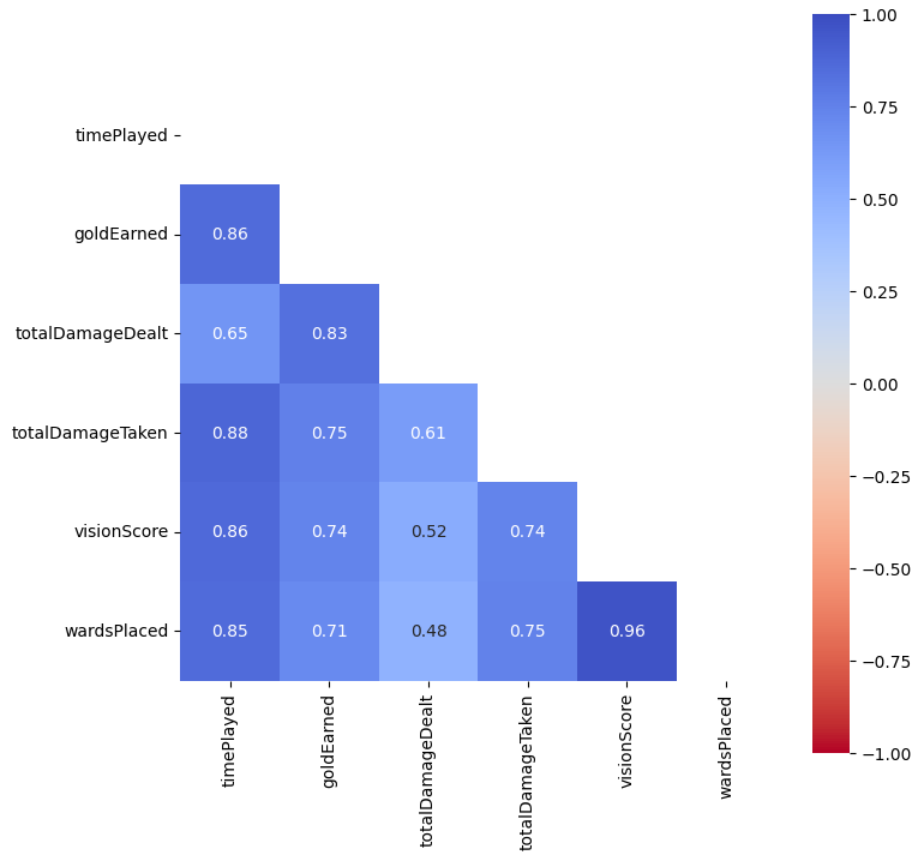 timePlayed
goldEarned 0.86
totalDamageDealt 0.65 0.83
totalDamageTaken 0.88 0.75 0.61
visionScore 0.86 0.74 0.52 0.74
wardsPlaced 0.85 0.71 0.48 0.75 0.96
timePlayed
goldEarned
totalDamageDealt
totalDamageTaken
visionScore
wardsPlaced
1.00
0.75
0.50
0.25
0.00
−0.25
−0.50
−0.75
−1.00